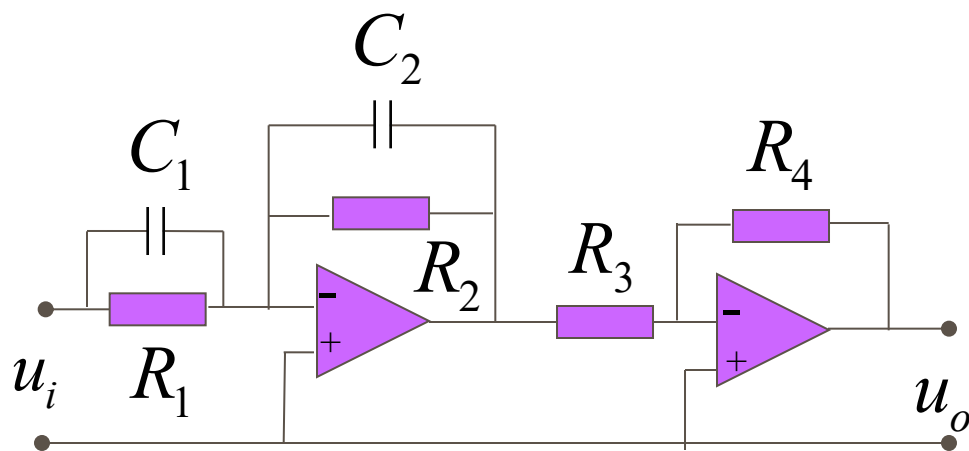 C₂
C₁
R₄
R₃
R₂
-
-
+
+
uᵢ
R₁
uₒ